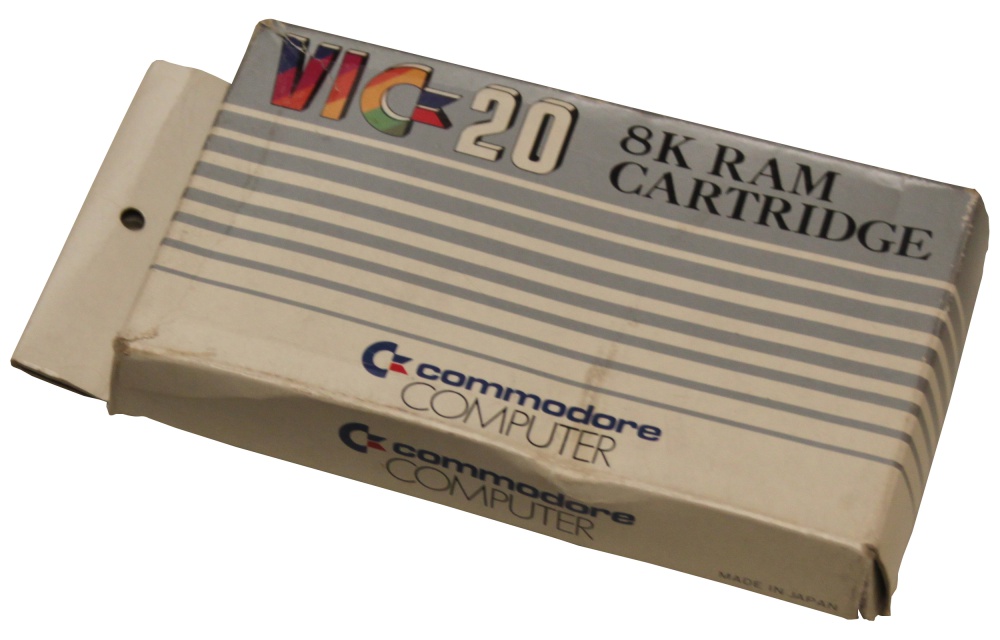 VIC-20
8K RAM
CARTRIDGE
commodore
COMPUTER
commodore
COMPUTER
MADE IN JAPAN